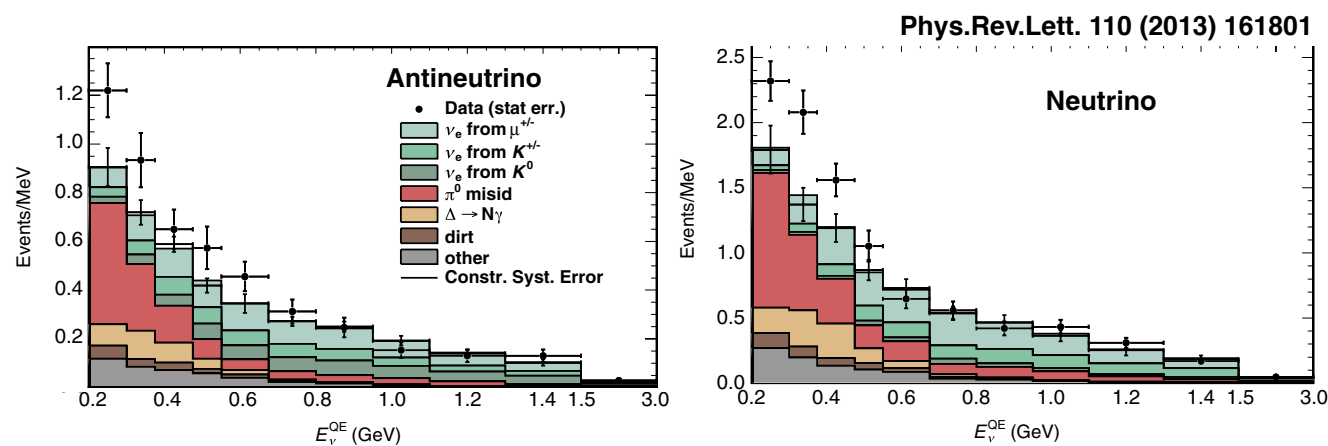 Phys.Rev.Lett. 110 (2013) 161801
Antineutrino
Data (stat err.)
νe from μ+/-
νe from K+/-
νe from K0
π0 misid
Δ → Nγ
dirt
other
Constr. Syst. Error
Events/MeV
1.2
1.0
0.8
0.6
0.4
0.2
0.2 0.4 0.6 0.8 1.0 1.2 1.4 1.5 3.0
EνQE (GeV)
Neutrino
Events/MeV
2.5
2.0
1.5
1.0
0.5
0.0
0.2 0.4 0.6 0.8 1.0 1.2 1.4 1.5 3.0
EνQE (GeV)